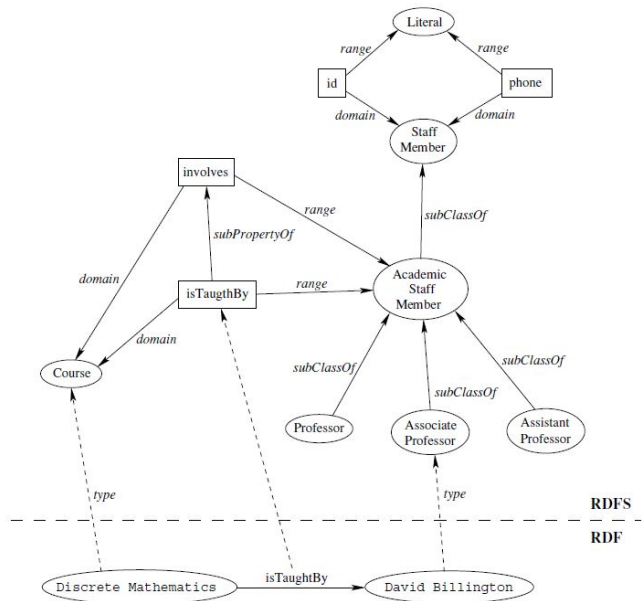 Literal
range
range
id
phone
domain
domain
Staff
Member
involves
range
subClassOf
subPropertyOf
domain
isTaugthBy
range
Academic
Staff
Member
domain
Course
subClassOf
subClassOf
subClassOf
Professor
Associate
Professor
Assistant
Professor
type
type
RDFS
RDF
isTaughtBy
Discrete Mathematics
David Billington